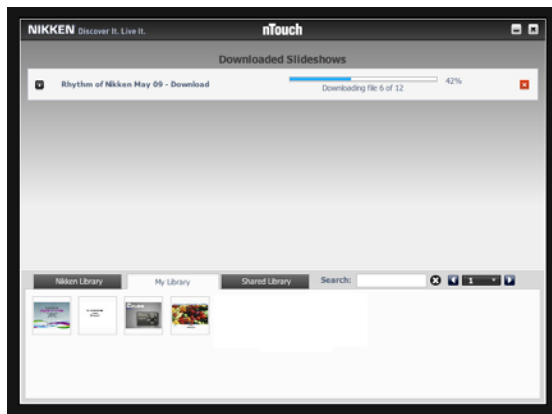 NIKKEN Discover It. Live It. nTouch
Downloaded Slideshows
Rhythm of Nikken May 09 - Download 42%
Downloading file 6 of 12
Nikken Library My Library Shared Library Search: 1